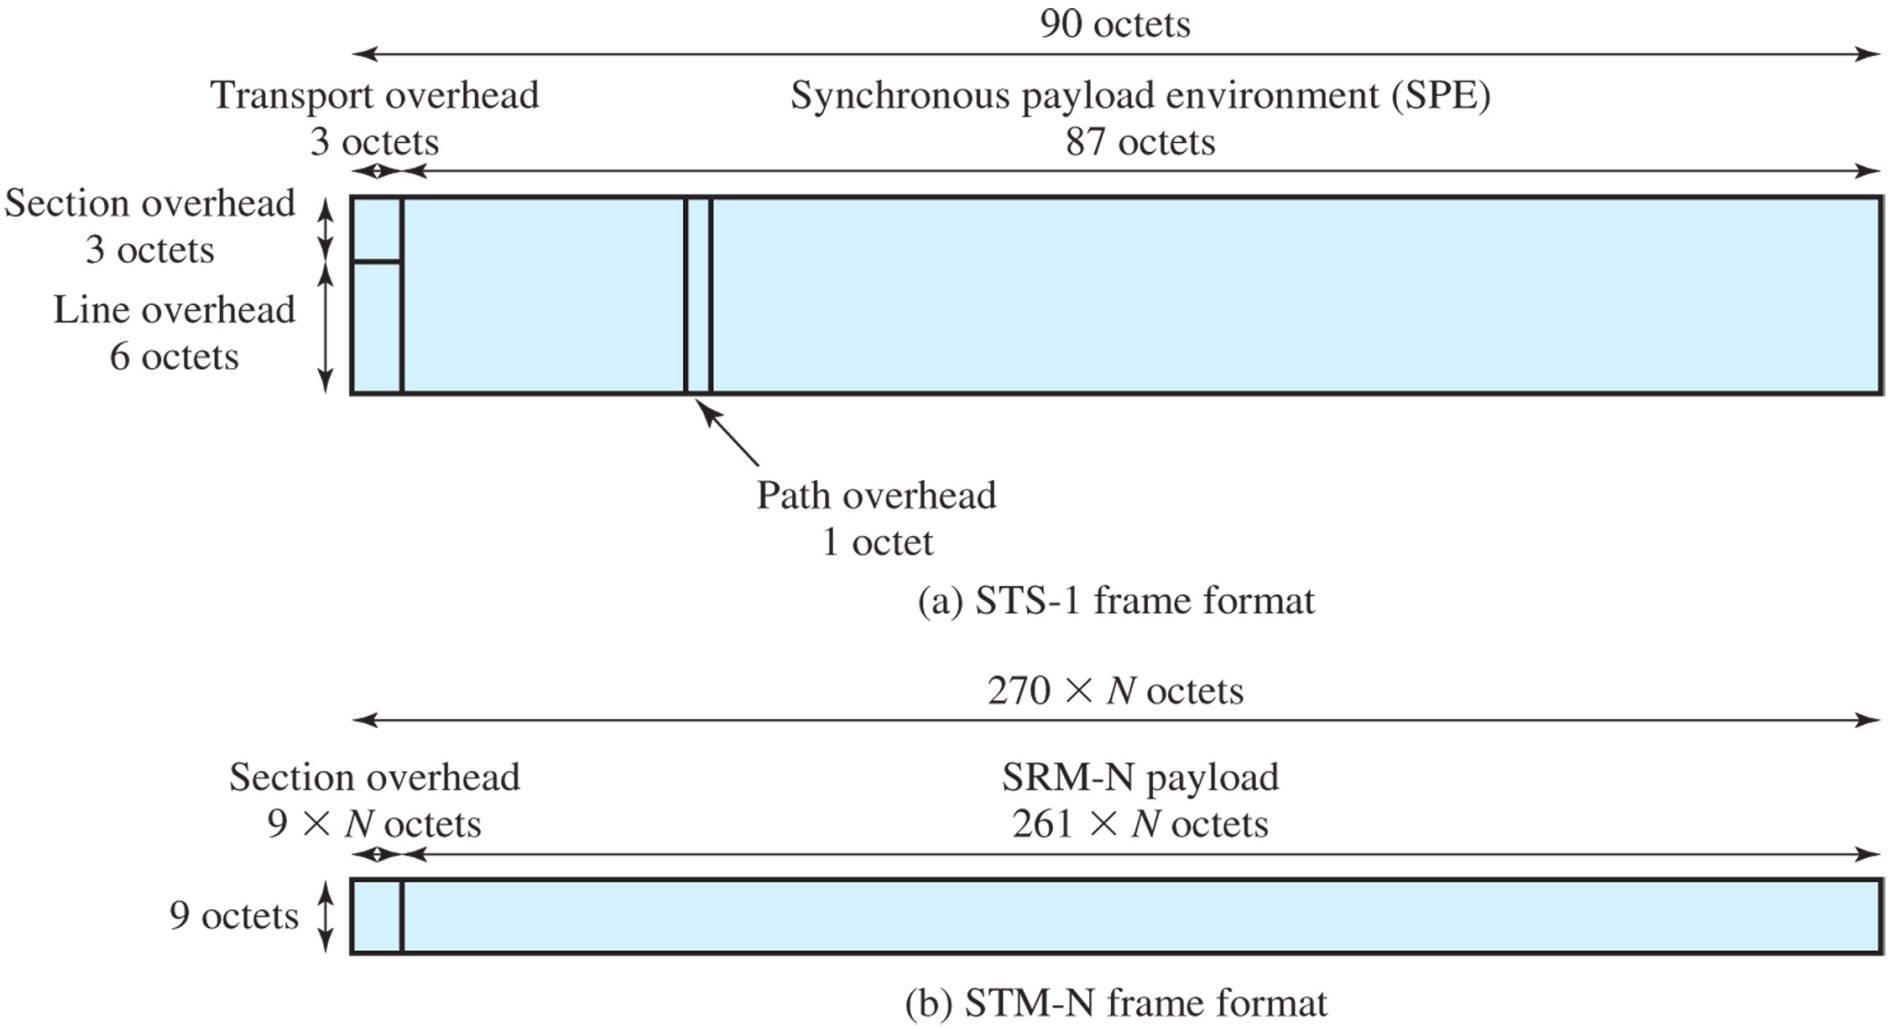 90 octets
Transport overhead
3 octets
Synchronous payload environment (SPE)
87 octets
Section overhead
3 octets
Line overhead
6 octets
Path overhead
1 octet
(a) STS-1 frame format
270 × N octets
Section overhead
9 × N octets
SRM-N payload
261 × N octets
9 octets
(b) STM-N frame format